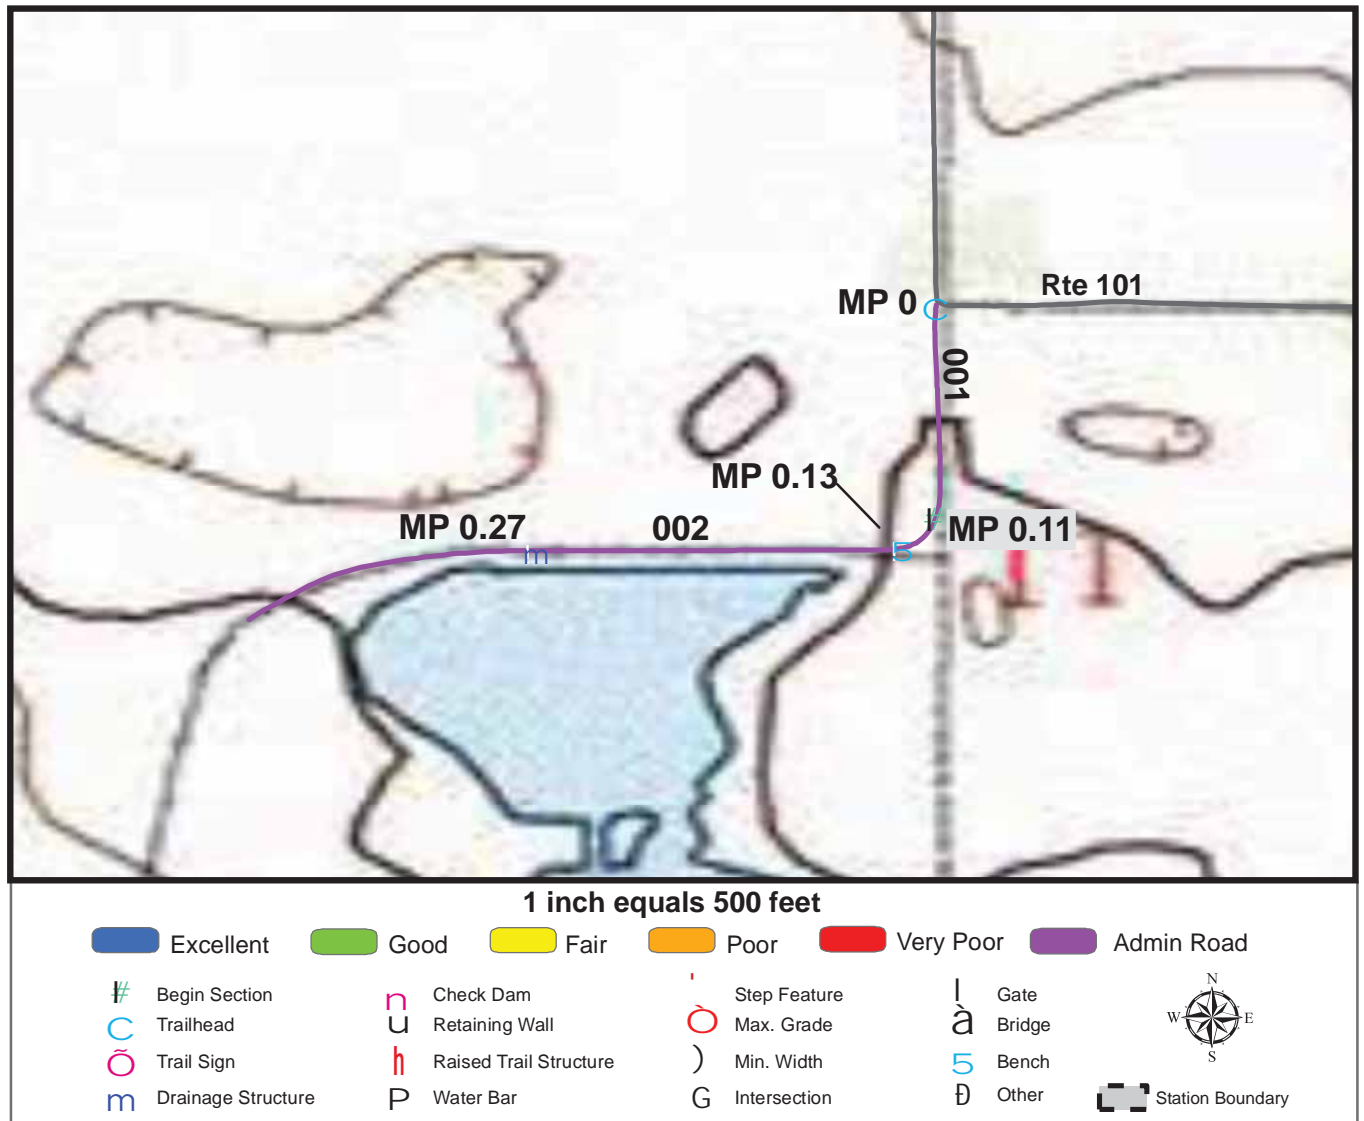 Rte 101
MP 0
001
MP 0.13
MP 0.27
002
MP 0.11
C
#
5
m
1 inch equals 500 feet
Excellent Good Fair Poor Very Poor Admin Road
# Begin Section n Check Dam ' Step Feature l Gate
C Trailhead u Retaining Wall Ò Max. Grade à Bridge
Õ Trail Sign h Raised Trail Structure ) Min. Width 5 Bench
m Drainage Structure P Water Bar G Intersection Ð Other
N
W E
S
Station Boundary